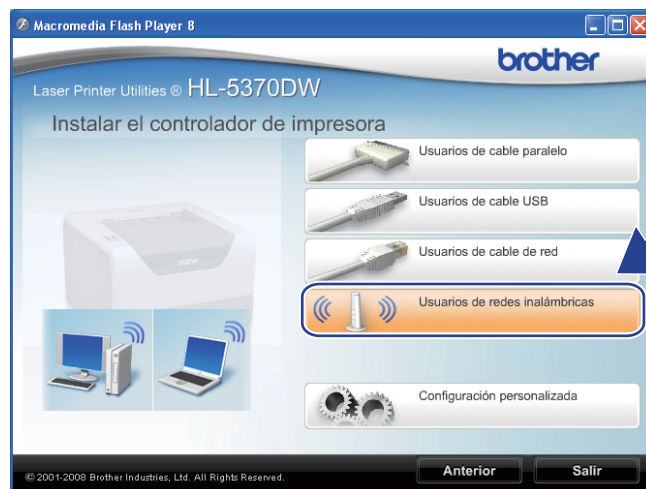 Macromedia Flash Player 8
brother
Laser Printer Utilities ® HL-5370DW
Instalar el controlador de impresora
Usuarios de cable paralelo
Usuarios de cable USB
Usuarios de cable de red
Usuarios de redes inalámbricas
Configuración personalizada
brother
© 2001-2008 Brother Industries, Ltd. All Rights Reserved.
Anterior
Salir